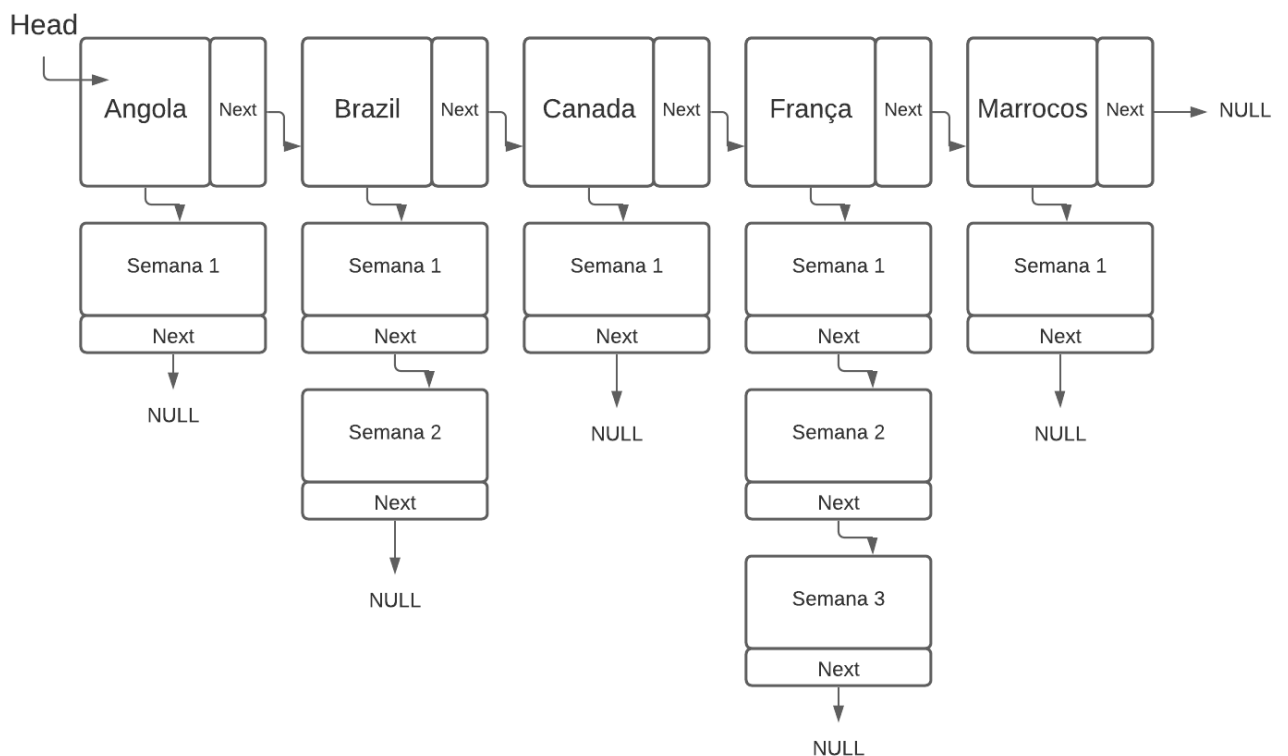 Head
Angola Next Brazil Next Canada Next França Next Marrocos Next NULL
Semana 1 Semana 1 Semana 1 Semana 1 Semana 1
Next Next Next Next Next
NULL Semana 2 NULL Semana 2 NULL
Next Next
NULL Semana 3
Next
NULL